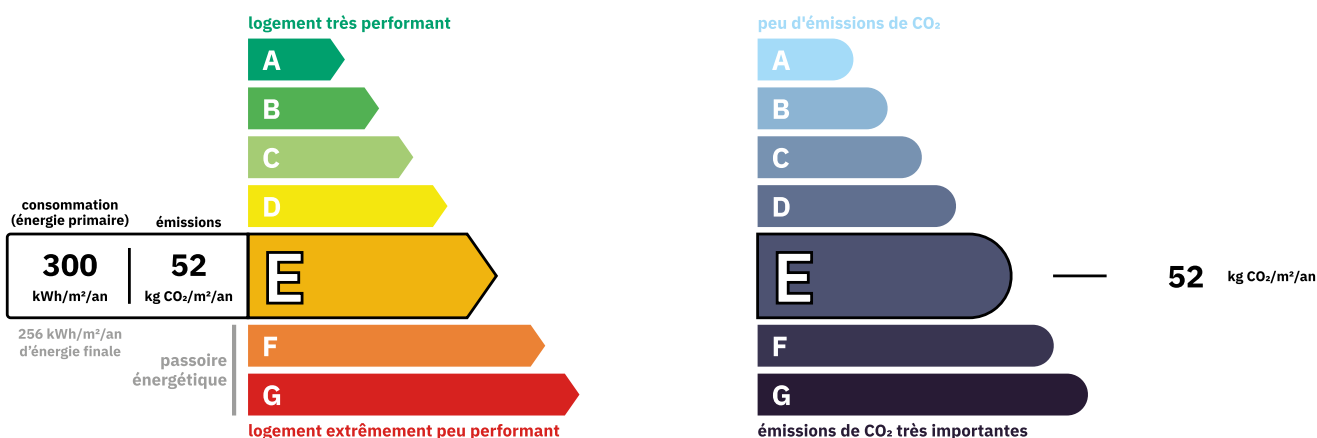 logement très performant
A
B
C
D
consommation
(énergie primaire)
émissions
300
kWh/m²/an
52
kg CO₂/m²/an
E
256 kWh/m²/an
d'énergie finale
passoire
énergétique
F
G
logement extrêmement peu performant
peu d'émissions de CO₂
A
B
C
D
E
52 kg CO₂/m²/an
F
G
émissions de CO₂ très importantes